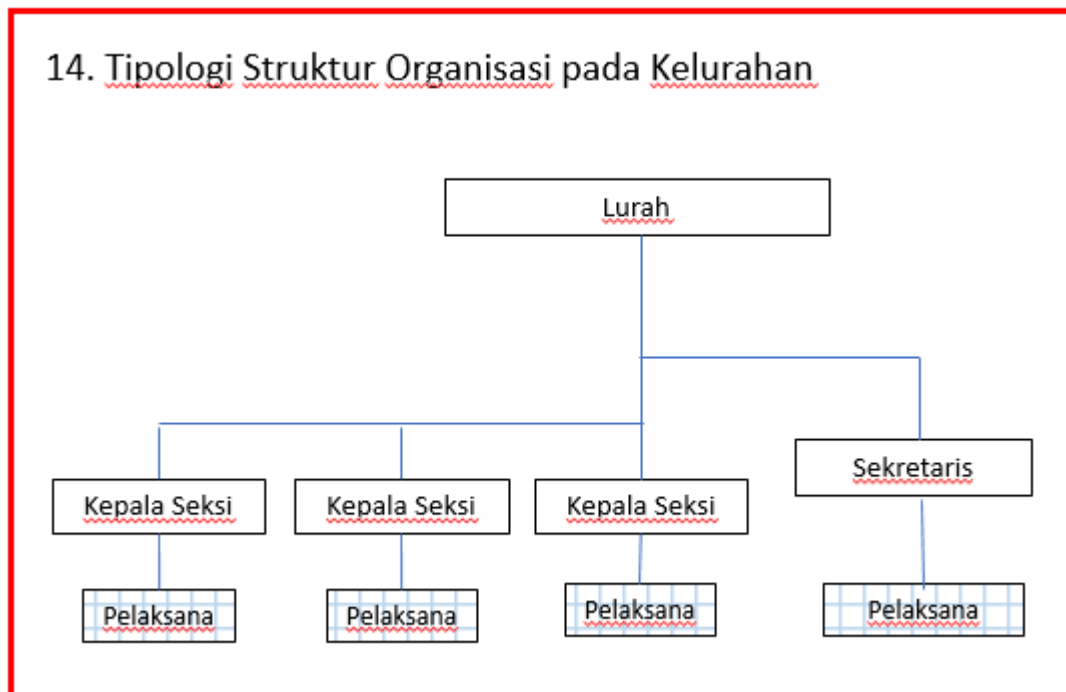 14. Tipologi Struktur Organisasi pada Kelurahan
Lurah
Sekretaris
Kepala Seksi
Kepala Seksi
Kepala Seksi
Pelaksana
Pelaksana
Pelaksana
Pelaksana